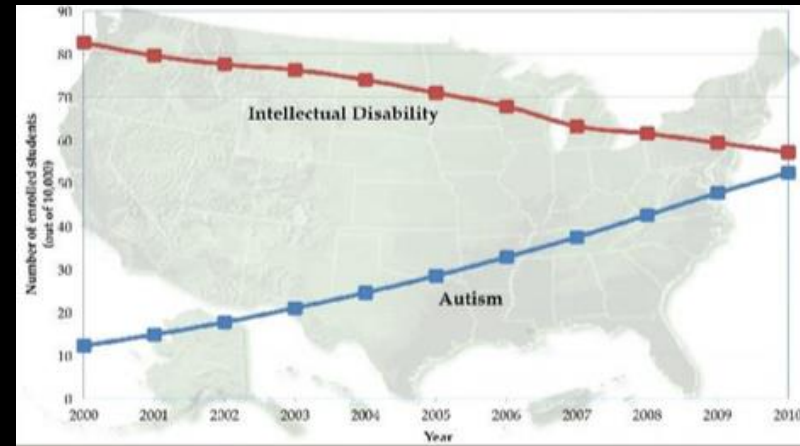 90
80
70
60
50
40
30
20
10
0
Number of enrolled students
(out of 10,000)
Intellectual Disability
Autism
2000 2001 2002 2003 2004 2005 2006 2007 2008 2009 2010
Year